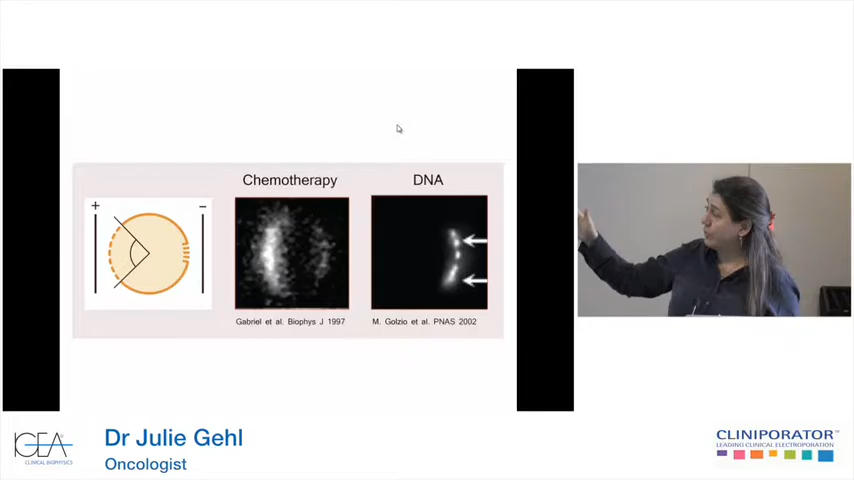 Chemotherapy
DNA
+
−
Gabriel et al. Biophys J 1997
M. Golzio et al. PNAS 2002
IGEA
CLINICAL BIOPHYSICS
Dr Julie Gehl
Oncologist
CLINIPORATOR™
LEADING CLINICAL ELECTROPORATION